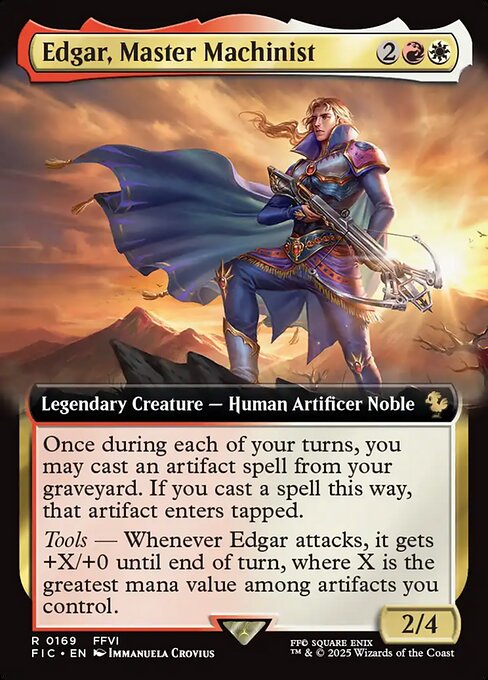 Edgar, Master Machinist 2
Legendary Creature — Human Artificer Noble
Once during each of your turns, you
may cast an artifact spell from your
graveyard. If you cast a spell this way,
that artifact enters tapped.
Tools — Whenever Edgar attacks, it gets
+X/+0 until end of turn, where X is the
greatest mana value among artifacts you
control.
2/4
R 0169 FFVI
FIC • EN Immanuela Crovius
FF© SQUARE ENIX
™ & © 2025 Wizards of the Coast